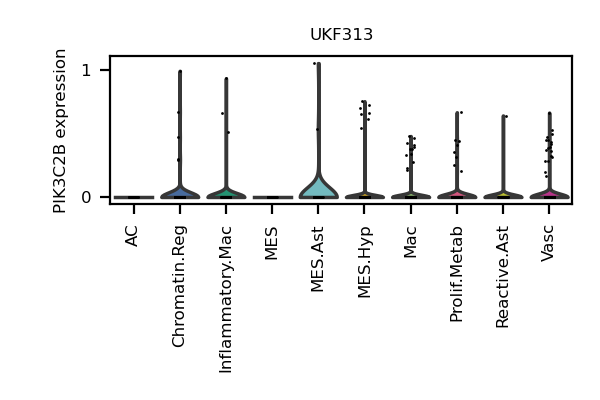 UKF313
PIK3C2B expression
1
0
AC
Chromatin.Reg
Inflammatory.Mac
MES
MES.Ast
MES.Hyp
Mac
Prolif.Metab
Reactive.Ast
Vasc